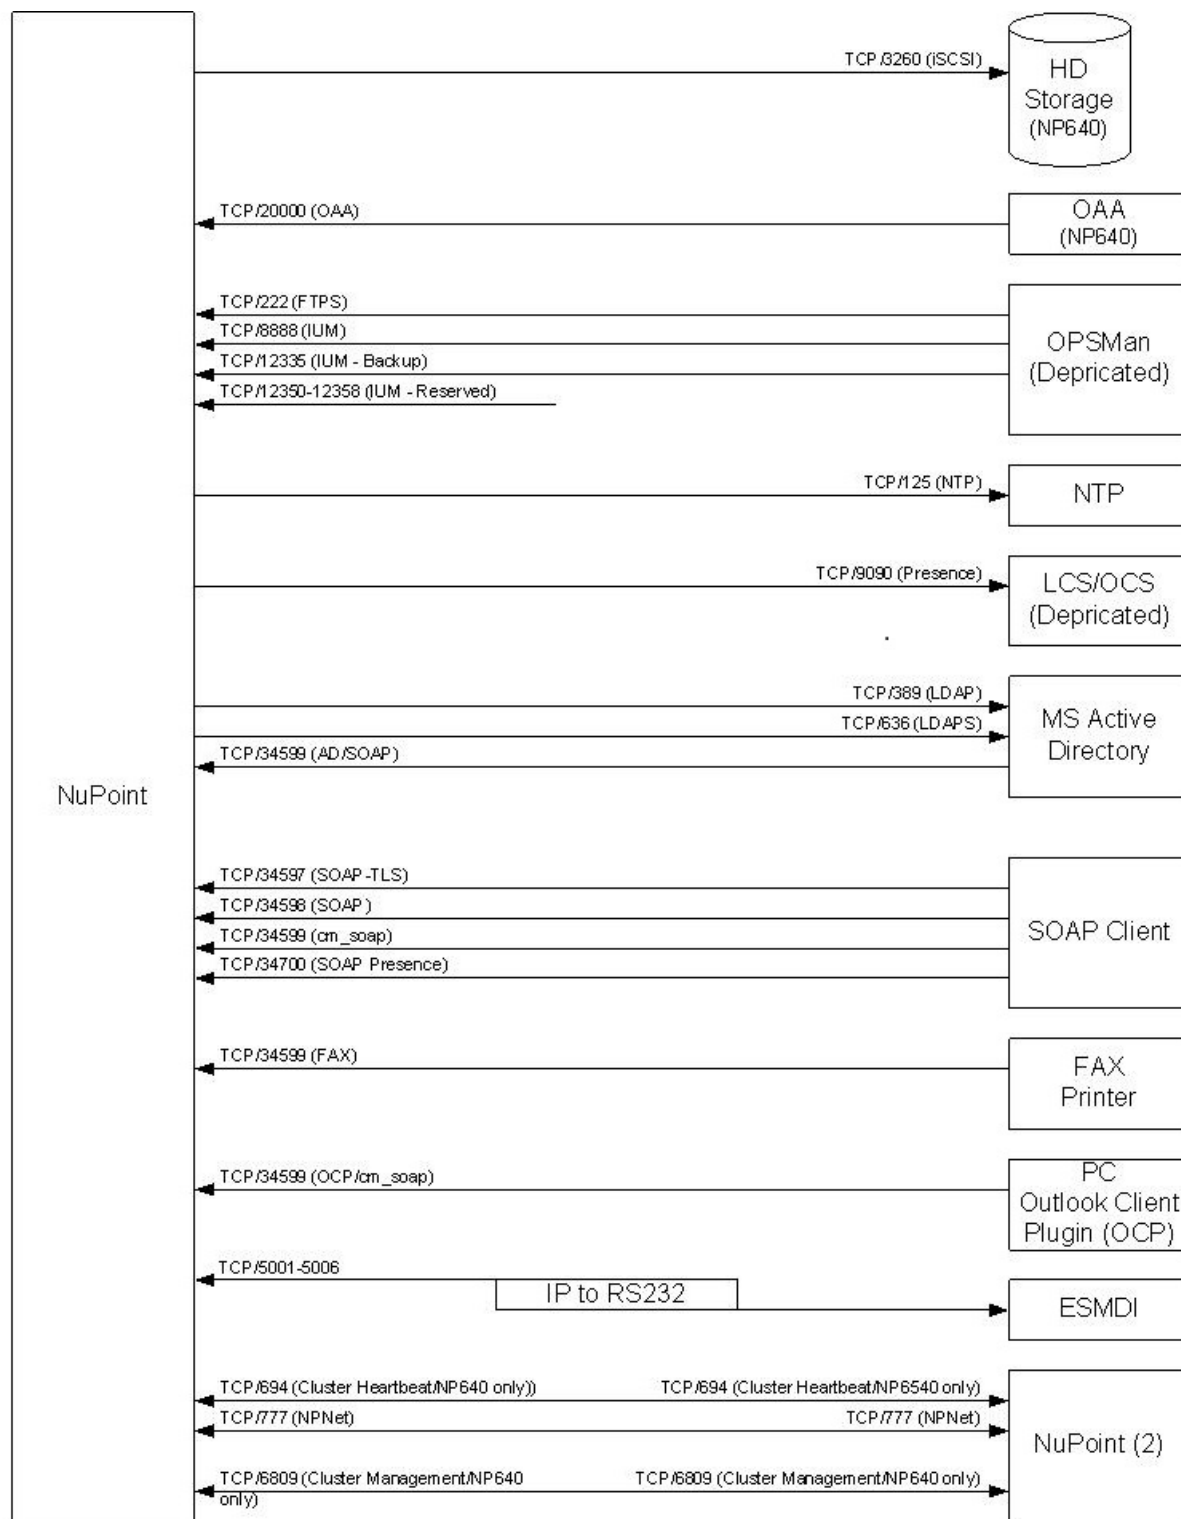 TCP/3260 (iSCSI)
HD
Storage
(NP640)
TCP/20000 (OAA)
OAA
(NP640)
TCP/222 (FTPS)
TCP/8888 (IUM)
TCP/12335 (IUM - Backup)
TCP/12350-12358 (IUM - Reserved)
OPSMan
(Depricated)
TCP/125 (NTP)
NTP
TCP/9090 (Presence)
LCS/OCS
(Depricated)
TCP/389 (LDAP)
TCP/636 (LDAPS)
TCP/34599 (AD/SOAP)
MS Active
Directory
NuPoint
TCP/34597 (SOAP-TLS)
TCP/34598 (SOAP)
TCP/34599 (cm_soap)
TCP/34700 (SOAP Presence)
SOAP Client
TCP/34599 (FAX)
FAX
Printer
TCP/34599 (OCP/cm_soap)
PC
Outlook Client
Plugin (OCP)
TCP/5001-5006
IP to RS232
ESMDI
TCP/694 (Cluster Heartbeat/NP640 only))
TCP/694 (Cluster Heartbeat/NP6540 only)
TCP/777 (NPNet)
TCP/777 (NPNet)
NuPoint (2)
TCP/6809 (Cluster Management/NP640
only)
TCP/6809 (Cluster Management/NP640 only)